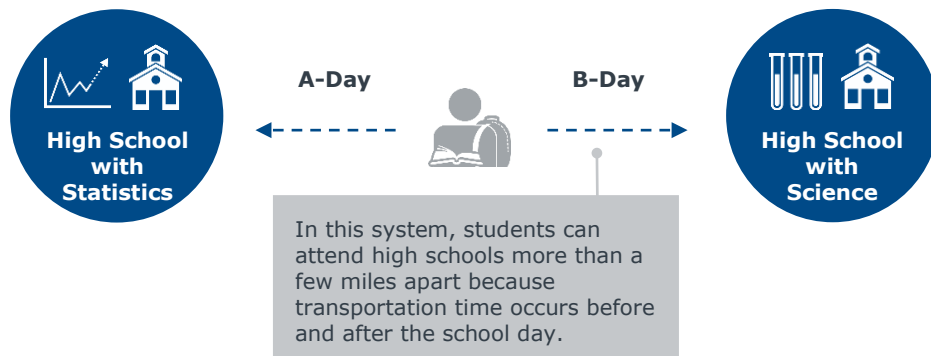 A-Day
B-Day
High School
with
Statistics
High School
with
Science
In this system, students can
attend high schools more than a
few miles apart because
transportation time occurs before
and after the school day.